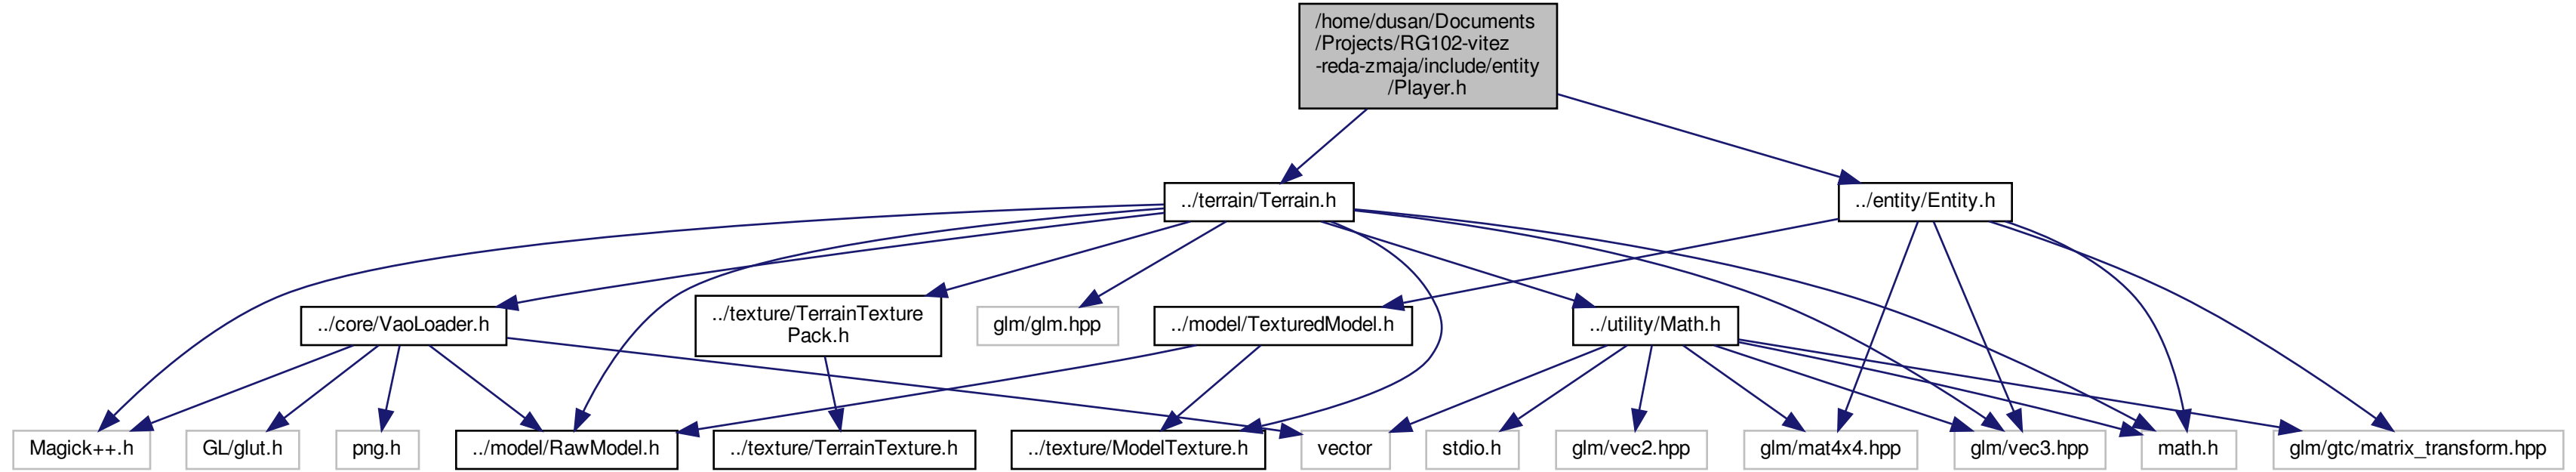 /home/dusan/Documents
/Projects/RG102-vitez
-reda-zmaja/include/entity
/Player.h
../terrain/Terrain.h
../entity/Entity.h
../core/VaoLoader.h
../texture/TerrainTexture
Pack.h
glm/glm.hpp
../model/TexturedModel.h
../utility/Math.h
Magick++.h
GL/glut.h
png.h
../model/RawModel.h
../texture/TerrainTexture.h
../texture/ModelTexture.h
vector
stdio.h
glm/vec2.hpp
glm/mat4x4.hpp
glm/vec3.hpp
math.h
glm/gtc/matrix_transform.hpp